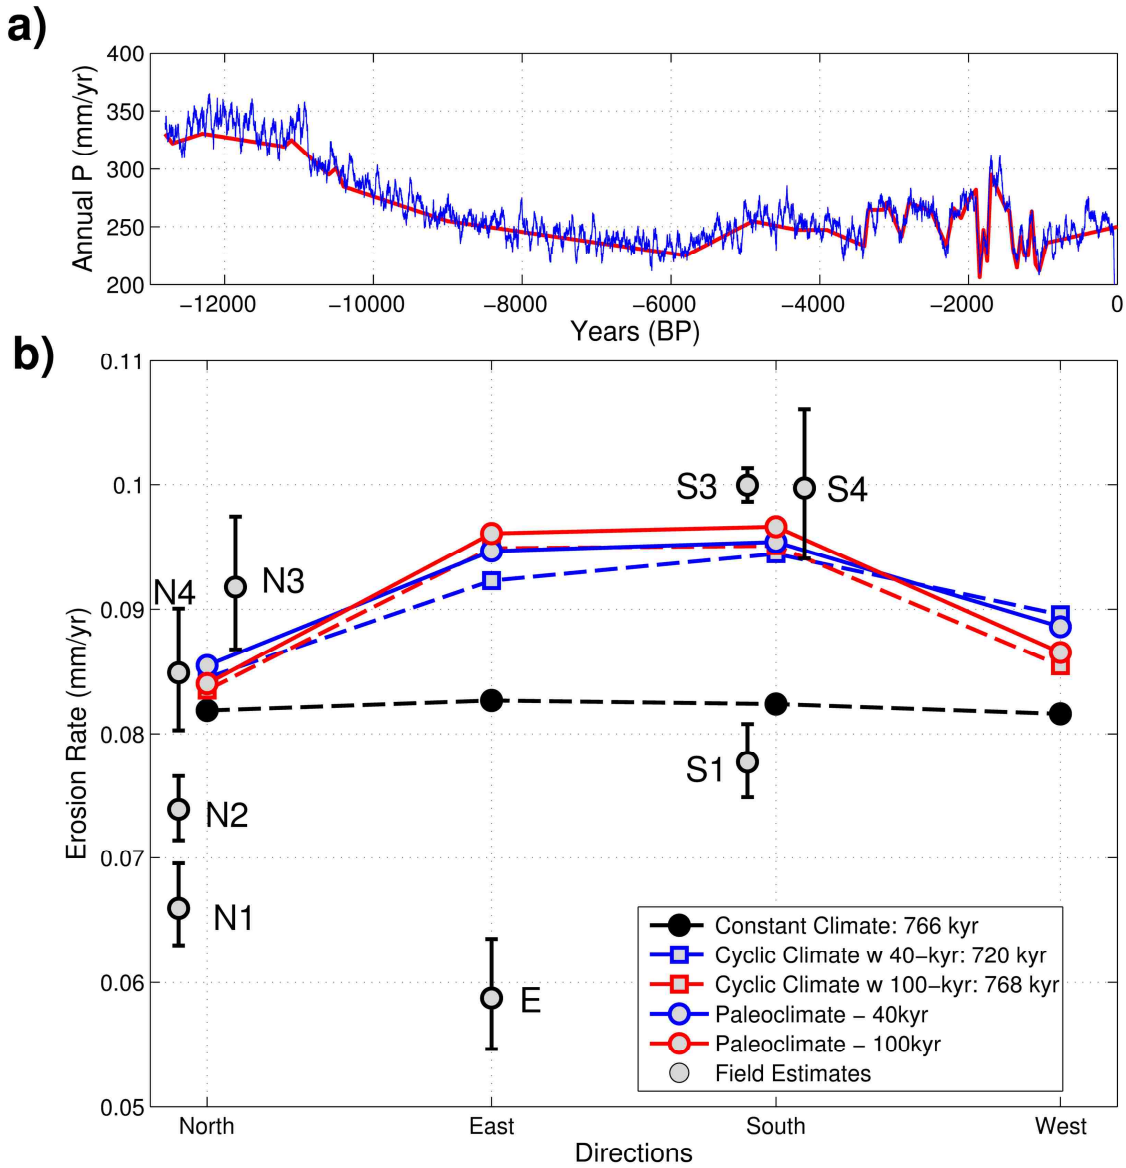 a)
Annual P (mm/yr)
400
350
300
250
200
−12000 −10000 −8000 −6000 −4000 −2000 0
Years (BP)
b)
Erosion Rate (mm/yr)
0.11
0.1
0.09
0.08
0.07
0.06
0.05
S3
S4
N4
N3
S1
N2
N1
E
Constant Climate: 766 kyr
Cyclic Climate w 40−kyr: 720 kyr
Cyclic Climate w 100−kyr: 768 kyr
Paleoclimate − 40kyr
Paleoclimate − 100kyr
Field Estimates
North East South West
Directions